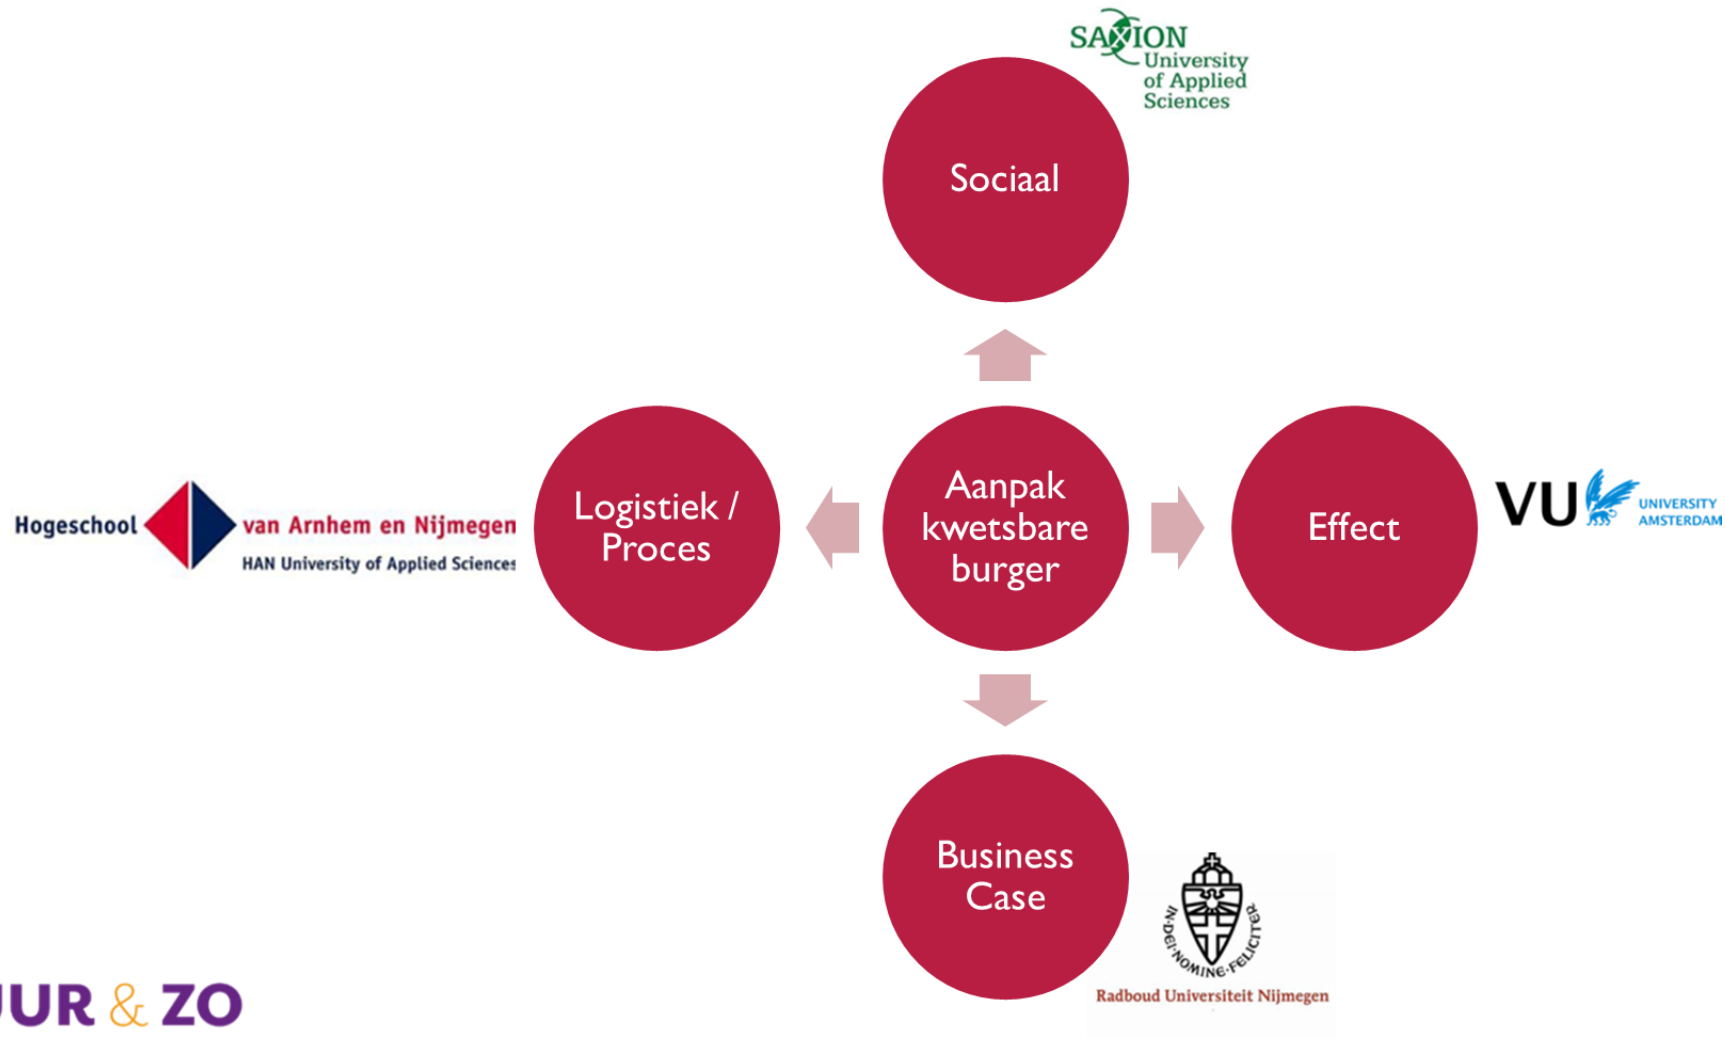 SAXION
University
of Applied
Sciences
Sociaal
Hogeschool van Arnhem en Nijmegen
HAN University of Applied Sciences
Logistiek /
Proces
Aanpak
kwetsbare
burger
Effect
VU UNIVERSITY
AMSTERDAM
Business
Case
IN·DEI·NOMINE·FELICITER
Radboud Universiteit Nijmegen
UUR & ZO